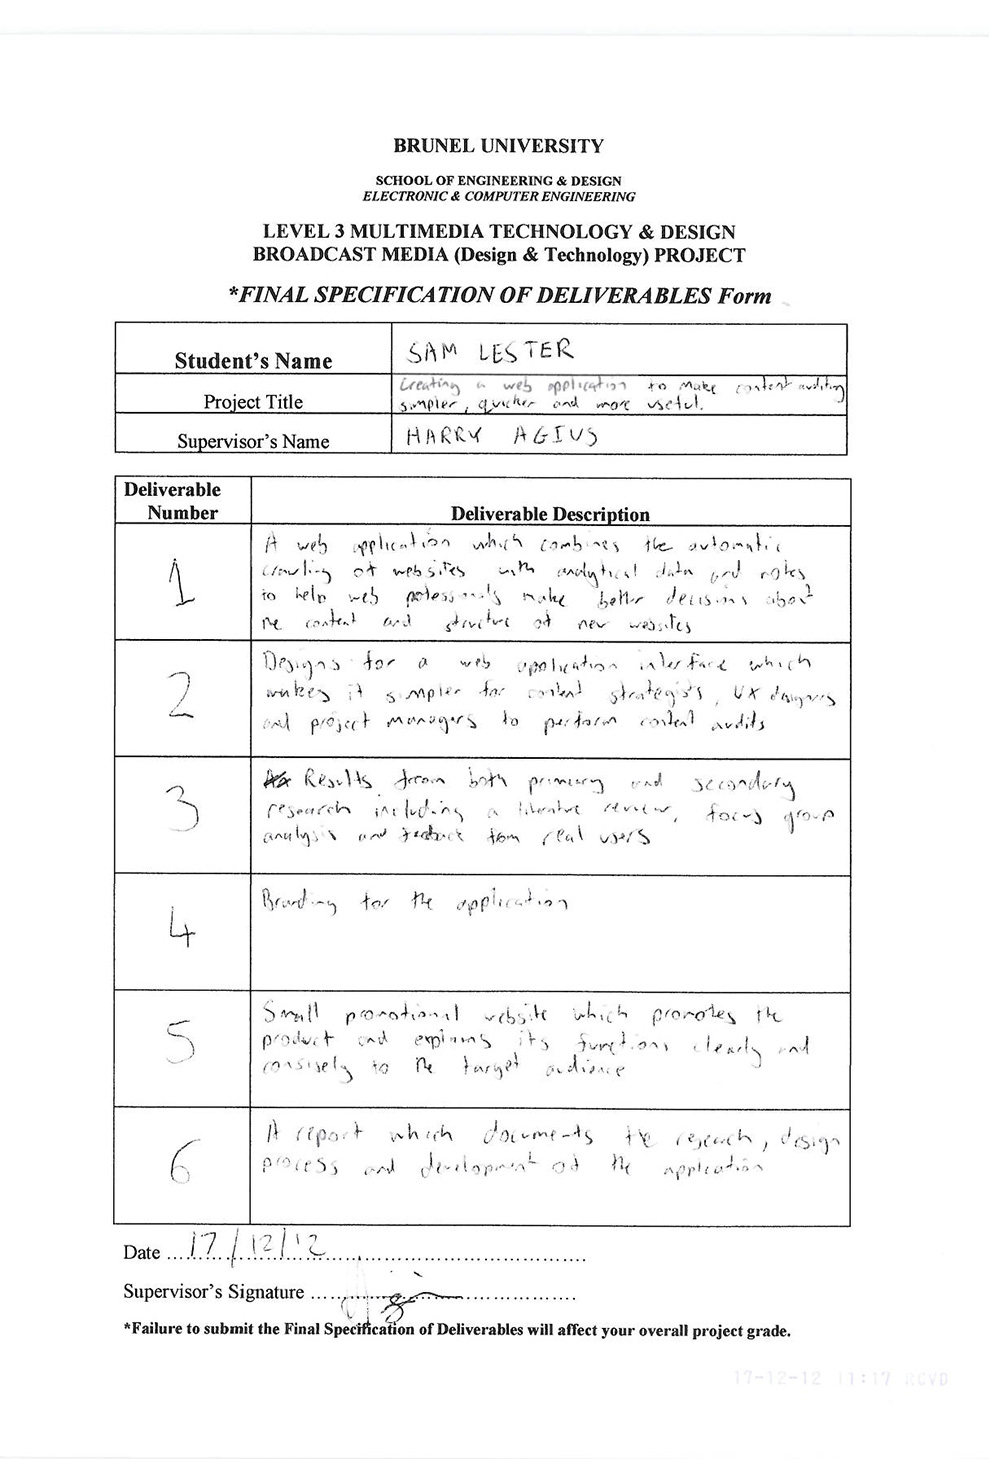 BRUNEL UNIVERSITY
SCHOOL OF ENGINEERING & DESIGN
ELECTRONIC & COMPUTER ENGINEERING
LEVEL 3 MULTIMEDIA TECHNOLOGY & DESIGN
BROADCAST MEDIA (Design & Technology) PROJECT
*FINAL SPECIFICATION OF DELIVERABLES Form
Student's Name SAM LESTER
Project Title Creating a web application to make content auditing
simpler, quicker and more useful.
Supervisor's Name HARRY AGIUS
Deliverable
Number Deliverable Description
1 A web application which combines the automatic
crawling of websites with analytical data and notes
to help web potessionals make better decisions about
the content and structure of new websites
2 Designs for a web application interface which
makes it simpler for content strategists, UX designers
and project managers to perform content audits
3 Results from both primary and secondary
research including a literature review, focus group
analysis and feedback from real users
4 Branding for the application
5 Small promotional website which promotes the
product and explains its functions clearly and
consisely to the target audience
6 A report which documents the research, design
process and development of the application
Date 17/12/12
Supervisor's Signature
*Failure to submit the Final Specification of Deliverables will affect your overall project grade.
17-12-12 11:17 RCVD